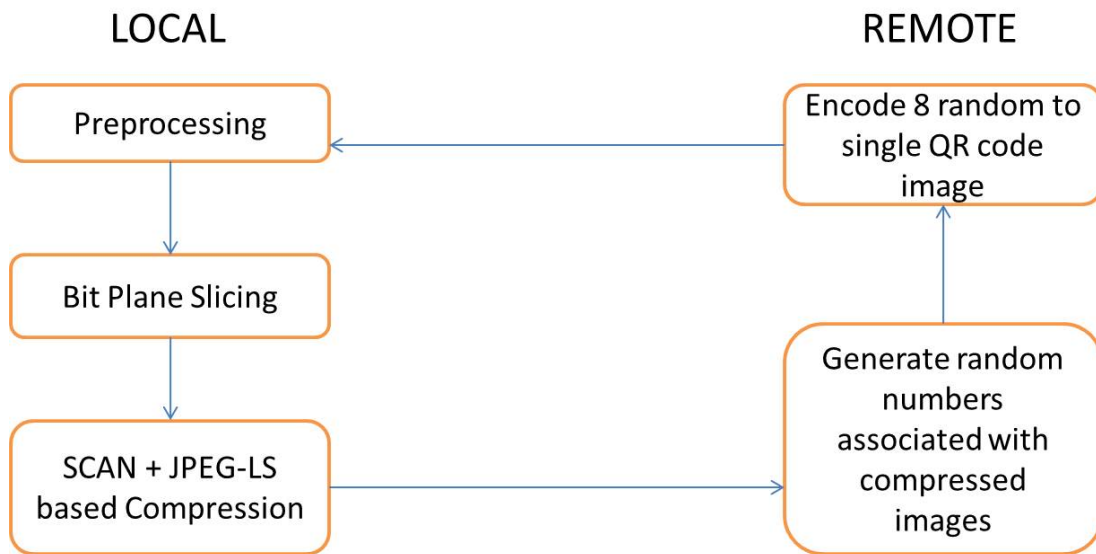 LOCAL
REMOTE
Preprocessing
Encode 8 random to
single QR code
image
Bit Plane Slicing
Generate random
numbers
associated with
compressed
images
SCAN + JPEG-LS
based Compression